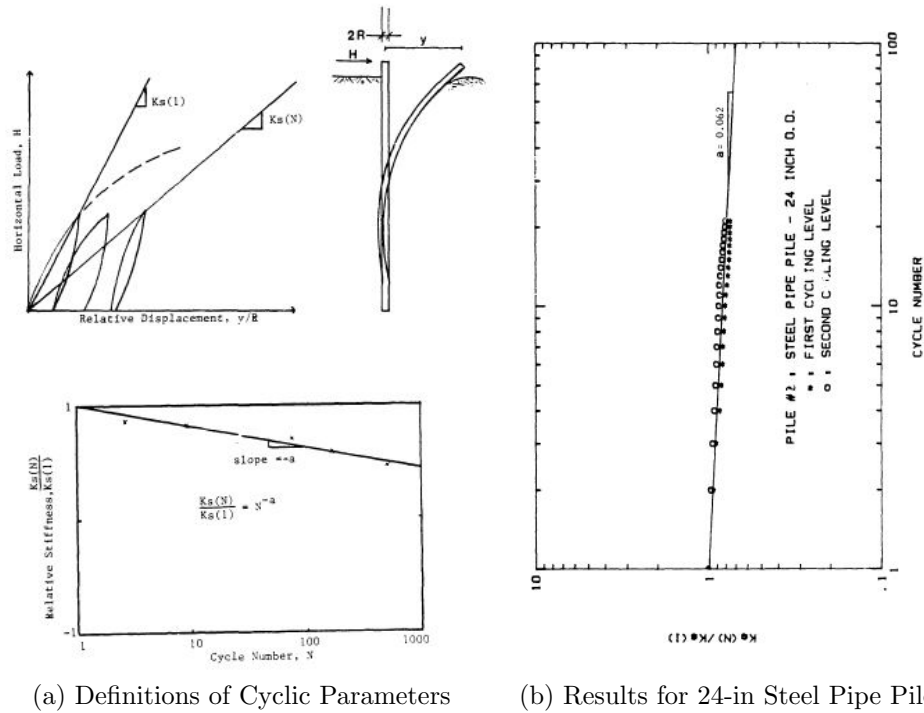 2R
y
H
Ks(1)
Ks(N)
Horizontal Load, H
Relative Displacement, y/R
1
slope =-a
Ks(N)
Ks(1)
= N^-a
Relative Stiffness, Ks(N)/Ks(1)
-1
1
10
100
1000
Cycle Number, N
(a) Definitions of Cyclic Parameters
a = 0.062
PILE #2 : STEEL PIPE PILE - 24 INCH O.D.
* : FIRST CYCLING LEVEL
o : SECOND LING LEVEL
100
10
1
CYCLE NUMBER
10
1
.1
Ks(N)/Ks(1)
(b) Results for 24-in Steel Pipe Pil